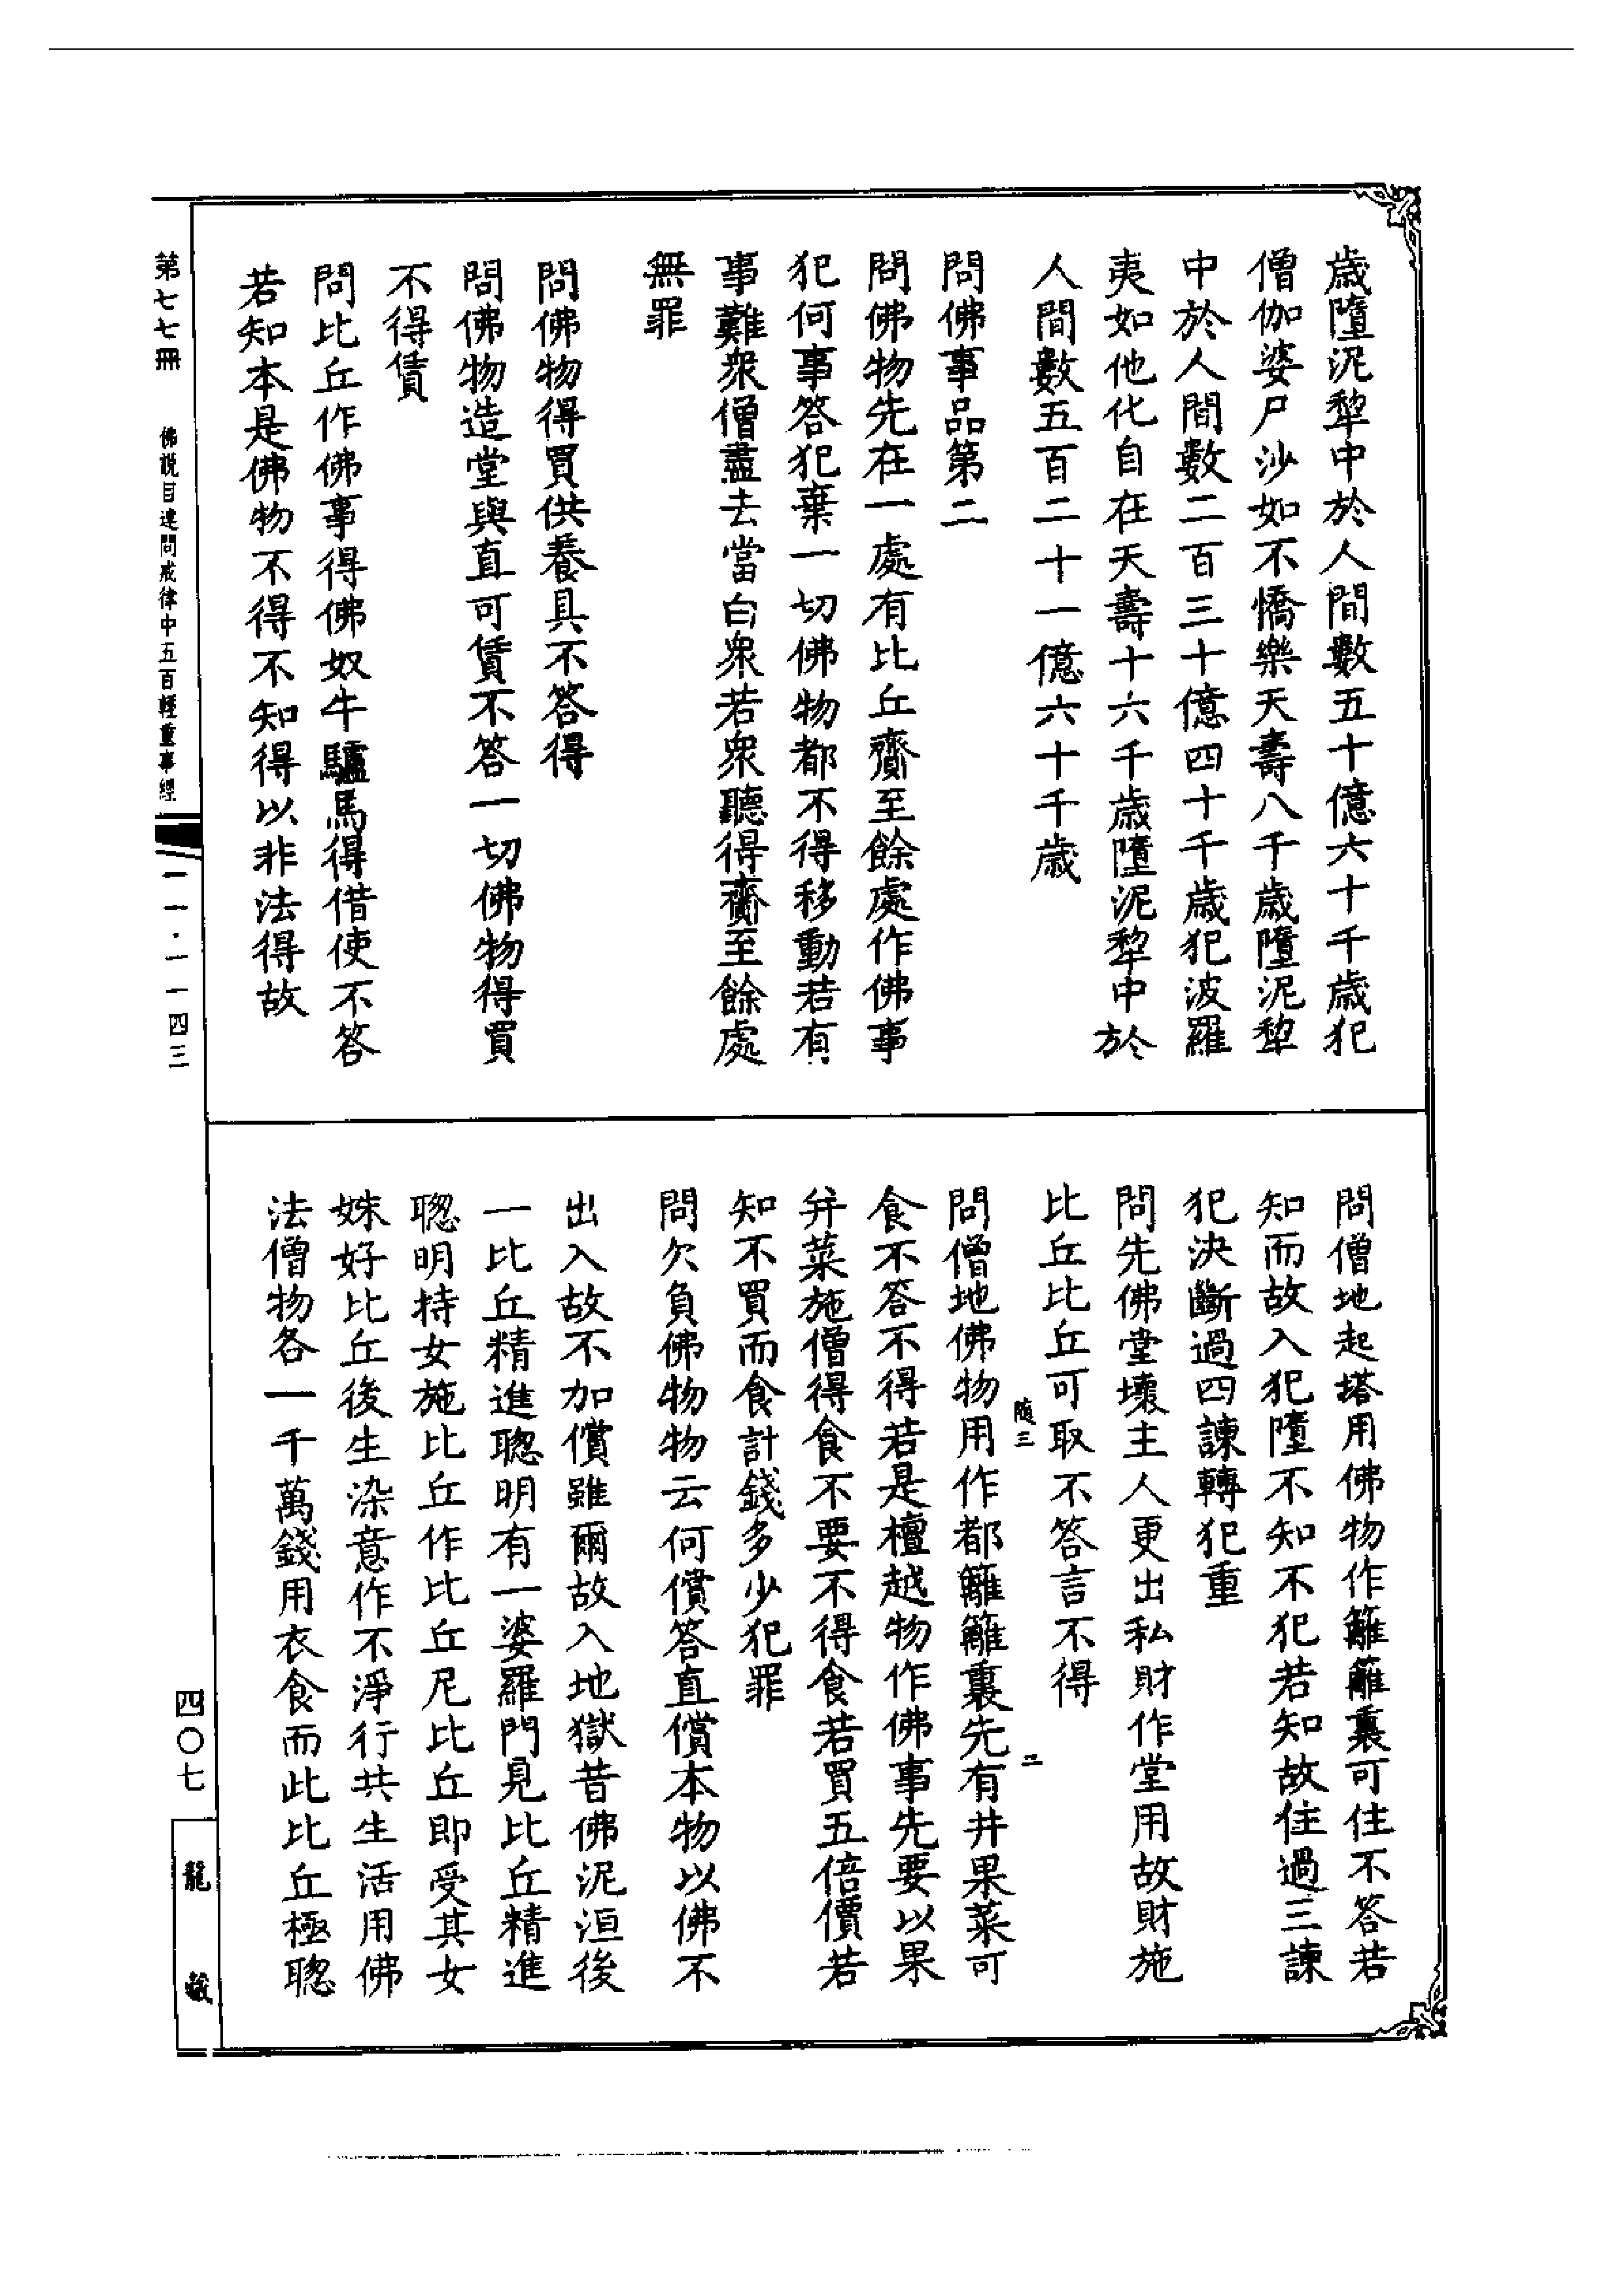 歲墮泥犂中於人間數五十億六十千歲犯
僧伽婆尸沙如不憍樂天壽八千歲墮泥犂
中於人間數二百三十億四十千歲犯波羅
夷如他化自在天壽十六千歲墮泥犂中於
人間數五百二十一億六十千歲
問佛事品第二
問佛物先在一處有比丘齎至餘處作佛事
犯何事答犯棄一切佛物都不得移動若有
事難衆僧盡去當白衆若衆聽得齎至餘處
無罪
問佛物得買供養具不答得
問佛物造堂與直可賃不答一切佛物得買
不得賃
問比丘作佛事得佛奴牛驢馬得借使不答
若知本是佛物不得不知得以非法得故
第七七冊
佛說目連問戒律中五百輕重事經
一一·一一四三
問僧地起塔用佛物作籬籬裏可住不答若
知而故入犯墮不知不犯若知故住過三諫
犯決斷過四諫轉犯重
問先佛堂壞主人更出私財作堂用故財施
比丘比丘可取不答言不得
隨三
二
問僧地佛物用作都籬籬裏先有井果菜可
食不答不得若是檀越物作佛事先要以果
并菜施僧得食不要不得食若買五倍價若
知不買而食計錢多少犯罪
問欠負佛物物云何償答直償本物以佛不
出入故不加償雖爾故入地獄昔佛泥洹後
一比丘精進聰明有一婆羅門見比丘精進
聰明持女施比丘作比丘尼比丘即受其女
姝好比丘後生染意作不淨行共生活用佛
法僧物各一千萬錢用衣食而此比丘極聰
四〇七
龍
藏